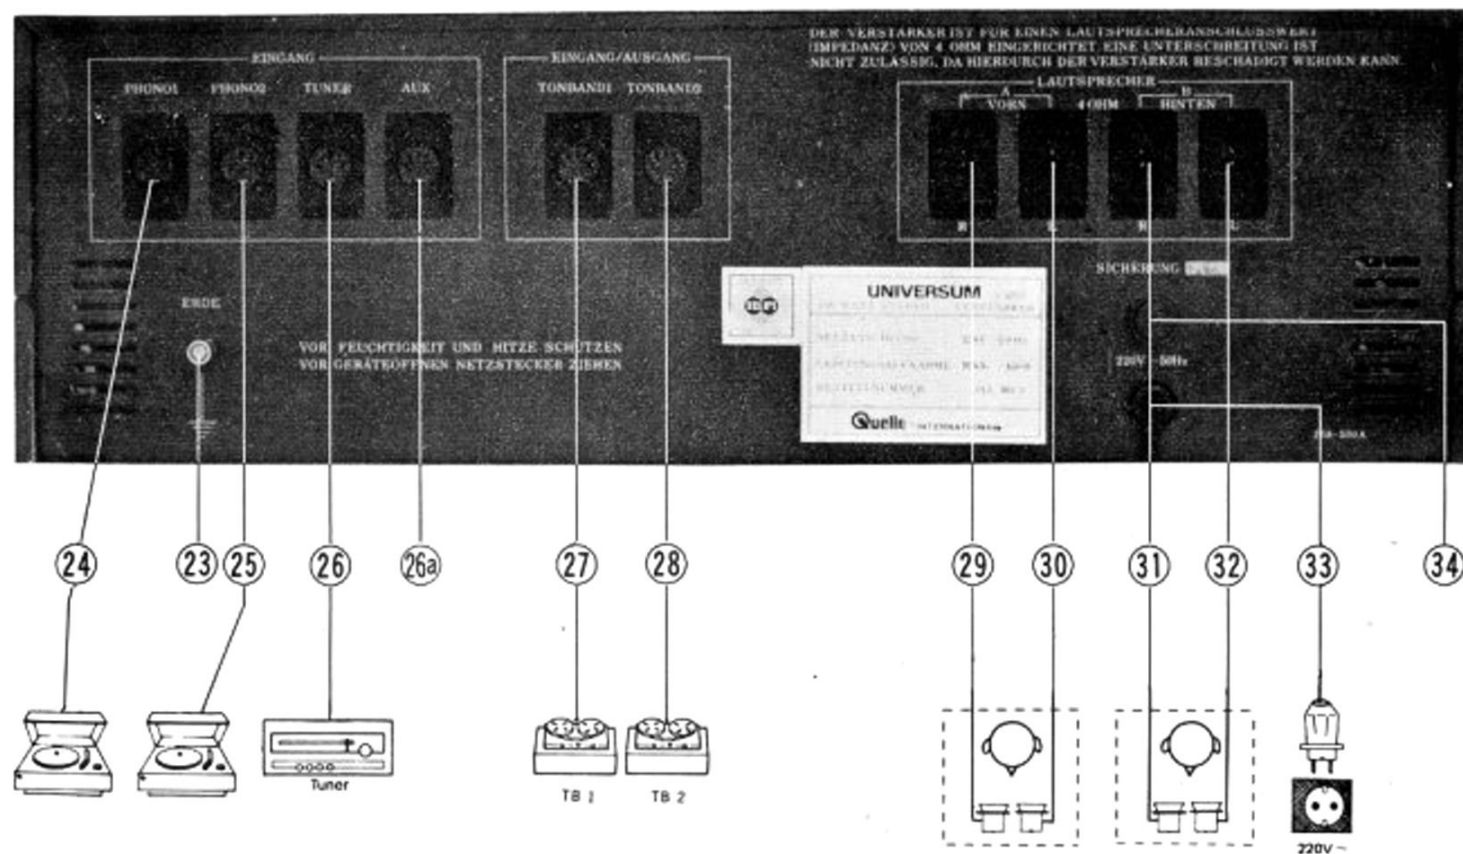 DER VERSTÄRKER IST FÜR EINEN LAUTSPRECHERANSCHLUSSWERT
(IMPEDANZ) VON 4 OHM EINGERICHTET EINE UNTERSCHREITUNG IST
NICHT ZULÄSSIG, DA HIERDURCH DER VERSTÄRKER BESCHÄDIGT WERDEN KANN.
EINGANG
EINGANG/AUSGANG
LAUTSPRECHER
PHONO1 PHONO2 TUNER AUX
TONBAND1 TONBAND2
A B
VORN 4 OHM HINTEN
R L R L
SICHERUNG
ERDE
VOR FEUCHTIGKEIT UND HITZE SCHÜTZEN
VOR GERÄTEÖFFNEN NETZSTECKER ZIEHEN
UNIVERSUM
220V~50Hz
Quelle INTERNATIONAL
24 23 25 26 26a 27 28 29 30 31 32 33 34
Tuner
TB 1 TB 2
220V~